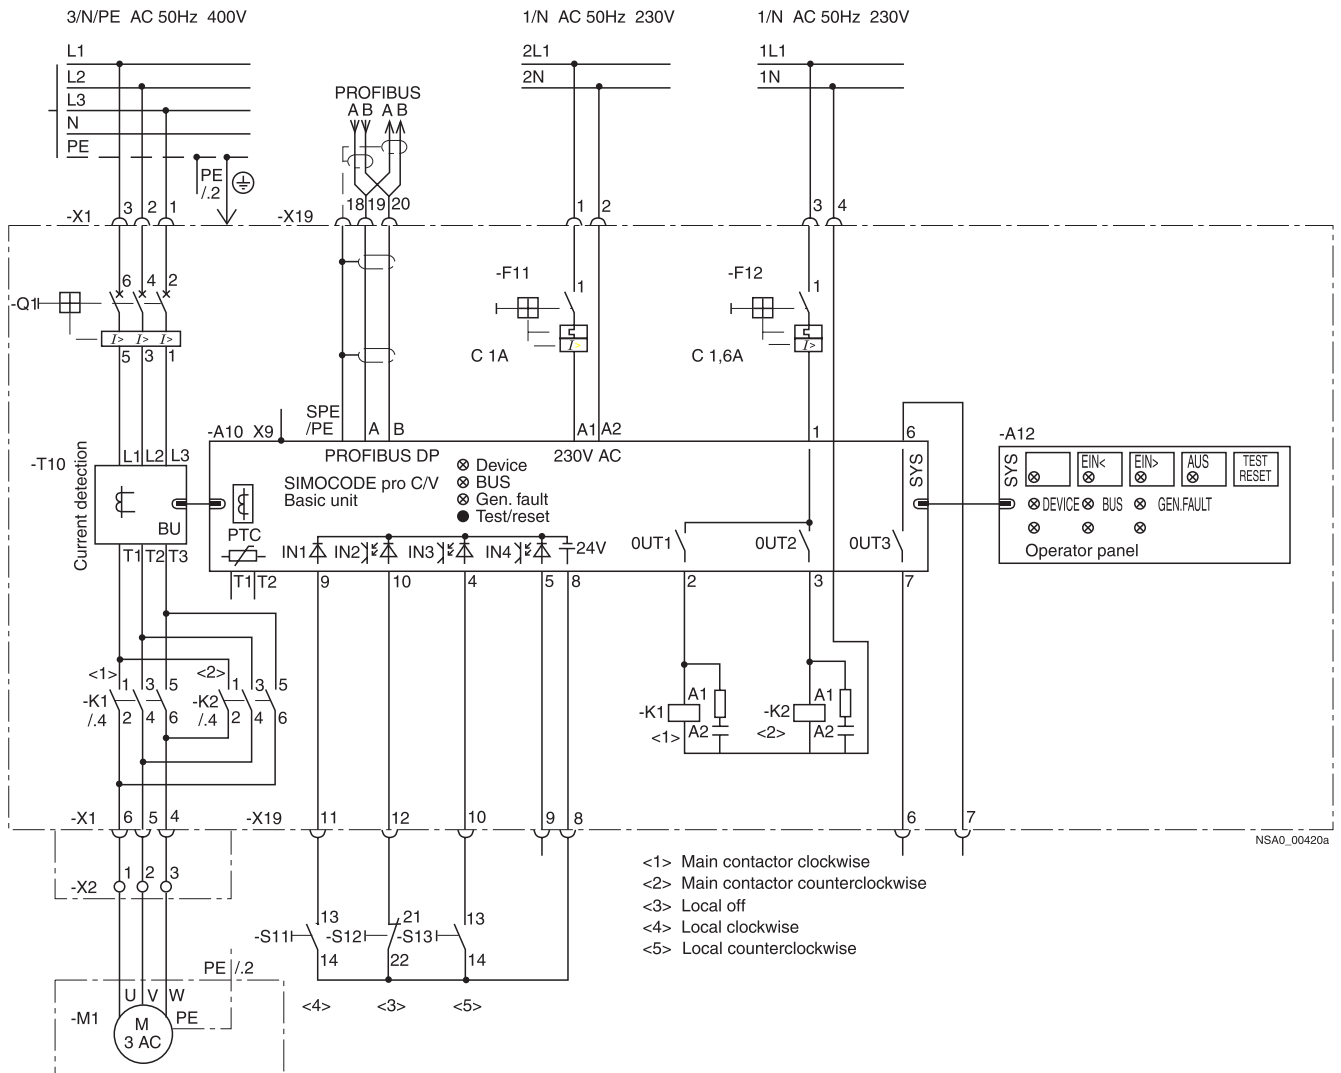 3/N/PE AC 50Hz 400V
1/N AC 50Hz 230V
1/N AC 50Hz 230V
L1
L2
L3
N
PE
PE
/.2
PROFIBUS
A B A B
2L1
2N
1L1
1N
-X1 3 2 1
-X19 18 19 20
1 2
3 4
-Q1
6 4 2
I> I> I>
5 3 1
-F11
1
I>
C 1A
-F12
1
I>
C 1,6A
SPE
/PE
A B
A1 A2
1
6
-A10 X9
PROFIBUS DP
230V AC
SYS
SIMOCODE pro C/V
Basic unit
Device
BUS
Gen. fault
Test/reset
PTC
T1 T2
IN1 IN2 IN3 IN4 24V
0UT1 0UT2 0UT3
9 10 4 5 8 2 3 7
-T10
Current detection
L1 L2 L3
BU
T1 T2 T3
-A12
SYS
EIN< EIN> AUS
TEST
RESET
DEVICE BUS GEN.FAULT
Operator panel
<1>
-K1
/.4
1 3 5
2 4 6
<2>
-K2
/.4
1 3 5
2 4 6
-K1
<1>
A1
A2
-K2
<2>
A1
A2
-X1 6 5 4
-X19 11 12 10 9 8
6 7
NSA0_00420a
-X2 1 2 3
<1> Main contactor clockwise
<2> Main contactor counterclockwise
<3> Local off
<4> Local clockwise
<5> Local counterclockwise
-S11 13 14
-S12 21 22
-S13 13 14
<4> <3> <5>
PE /.2
U V W
-M1
M
3 AC
PE